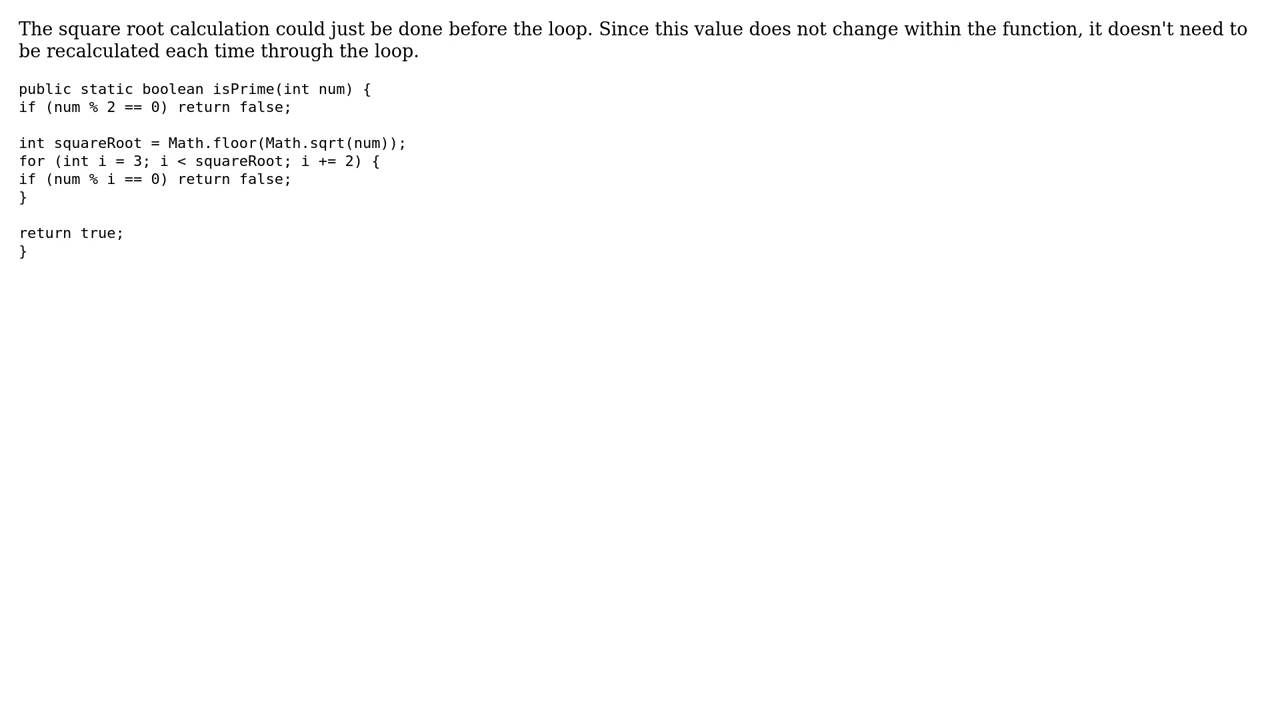 The square root calculation could just be done before the loop. Since this value does not change within the function, it doesn't need to
be recalculated each time through the loop.
public static boolean isPrime(int num) {
if (num % 2 == 0) return false;
int squareRoot = Math.floor(Math.sqrt(num));
for (int i = 3; i < squareRoot; i += 2) {
if (num % i == 0) return false;
}
return true;
}